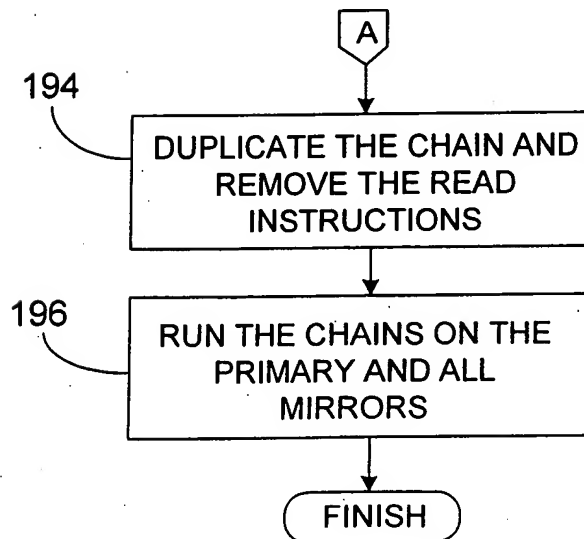 A
194
DUPLICATE THE CHAIN AND
REMOVE THE READ
INSTRUCTIONS
196
RUN THE CHAINS ON THE
PRIMARY AND ALL
MIRRORS
FINISH